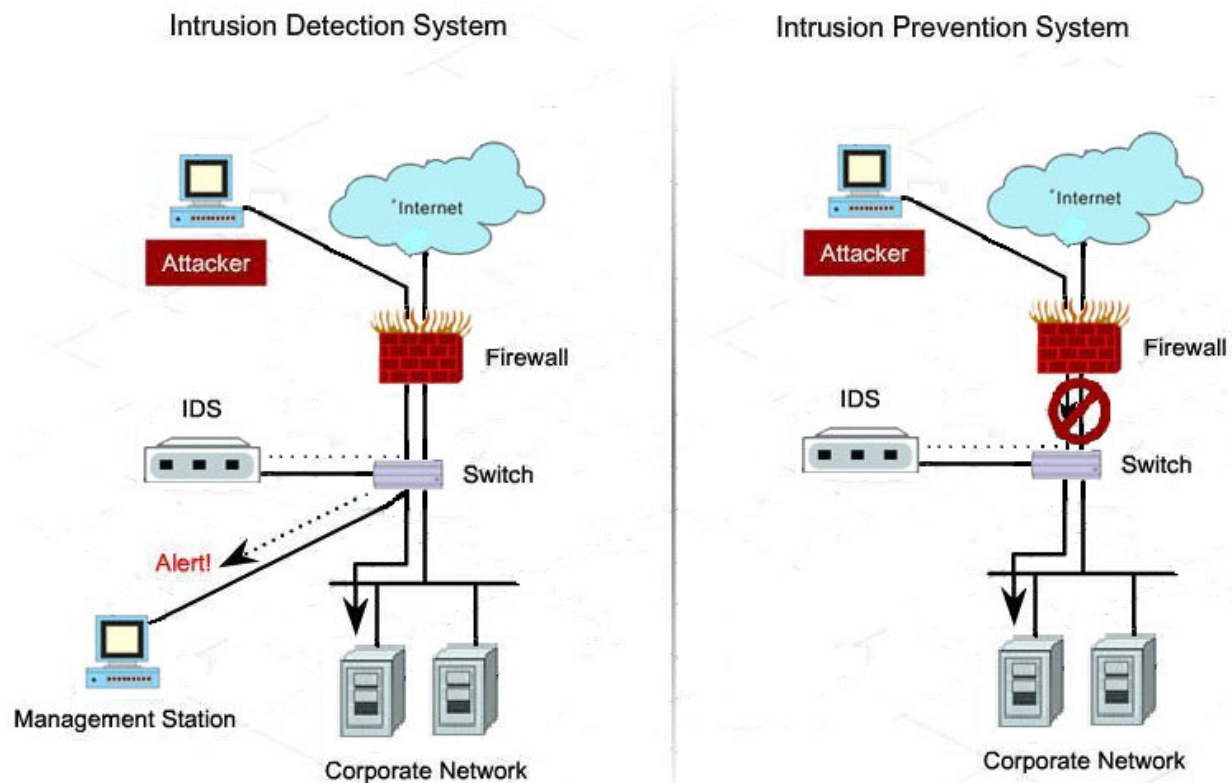 Intrusion Detection System
Internet
Attacker
Firewall
IDS
Switch
Alert!
Management Station
Corporate Network
Intrusion Prevention System
Internet
Attacker
Firewall
IDS
Switch
Corporate Network